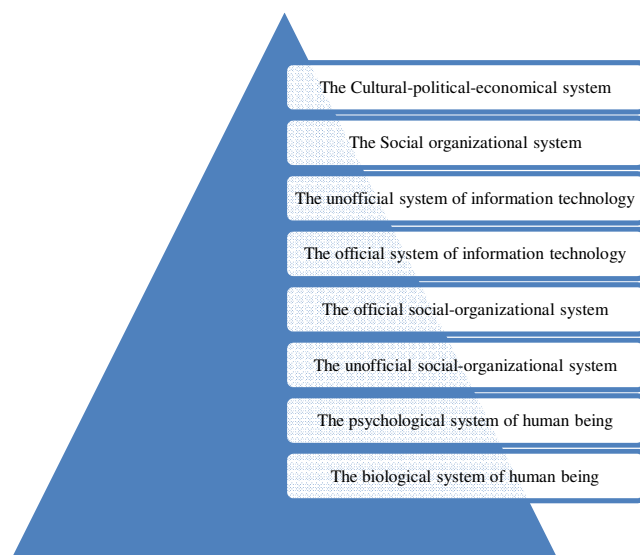 The Cultural-political-economical system
The Social organizational system
The unofficial system of information technology
The official system of information technology
The official social-organizational system
The unofficial social-organizational system
The psychological system of human being
The biological system of human being